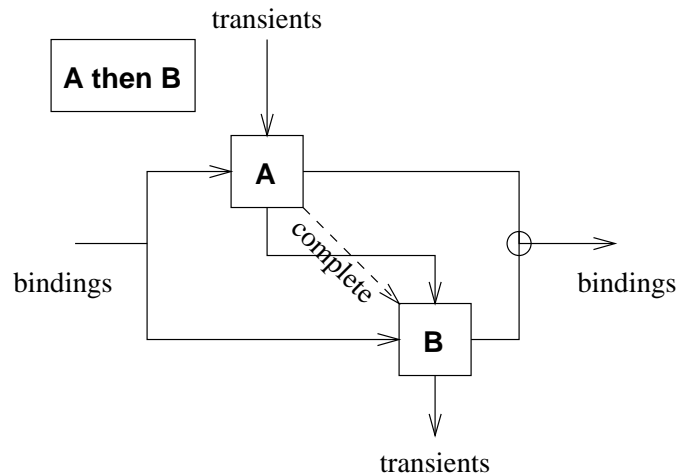 transients
A then B
A
complete
bindings
bindings
B
transients